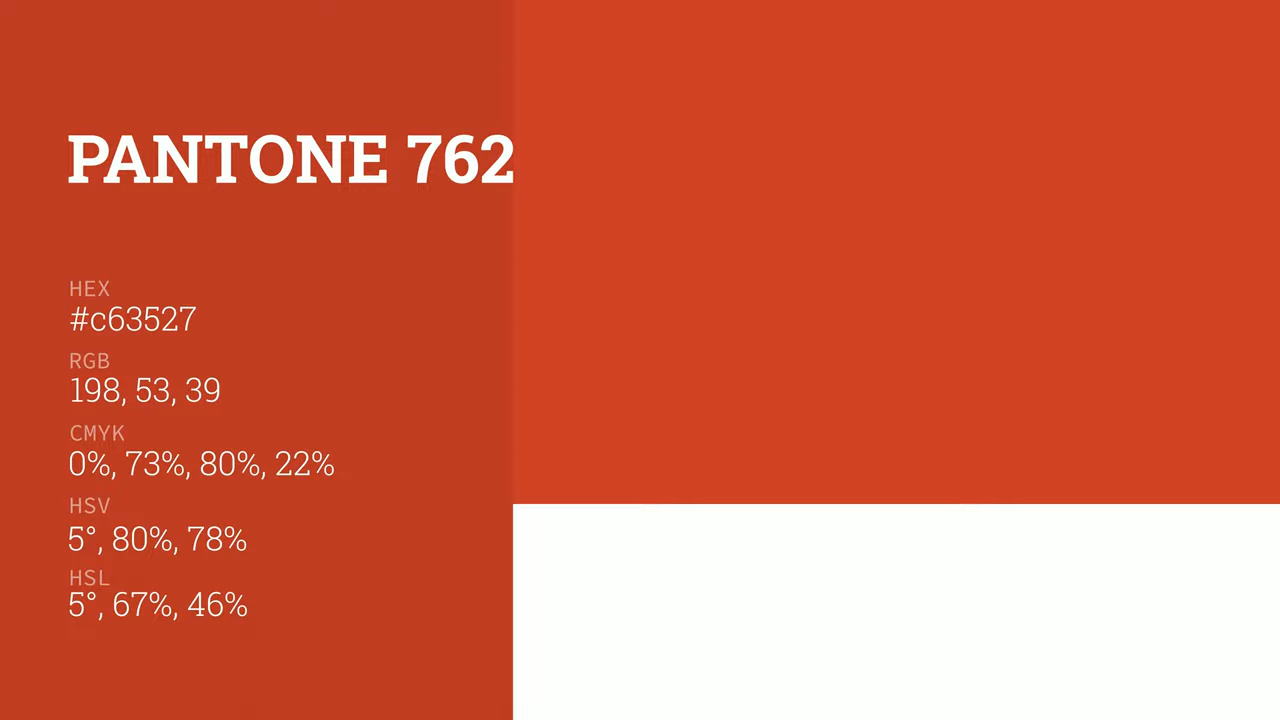 PANTONE 762
HEX
#c63527
RGB
198, 53, 39
CMYK
0%, 73%, 80%, 22%
HSV
5°, 80%, 78%
HSL
5°, 67%, 46%